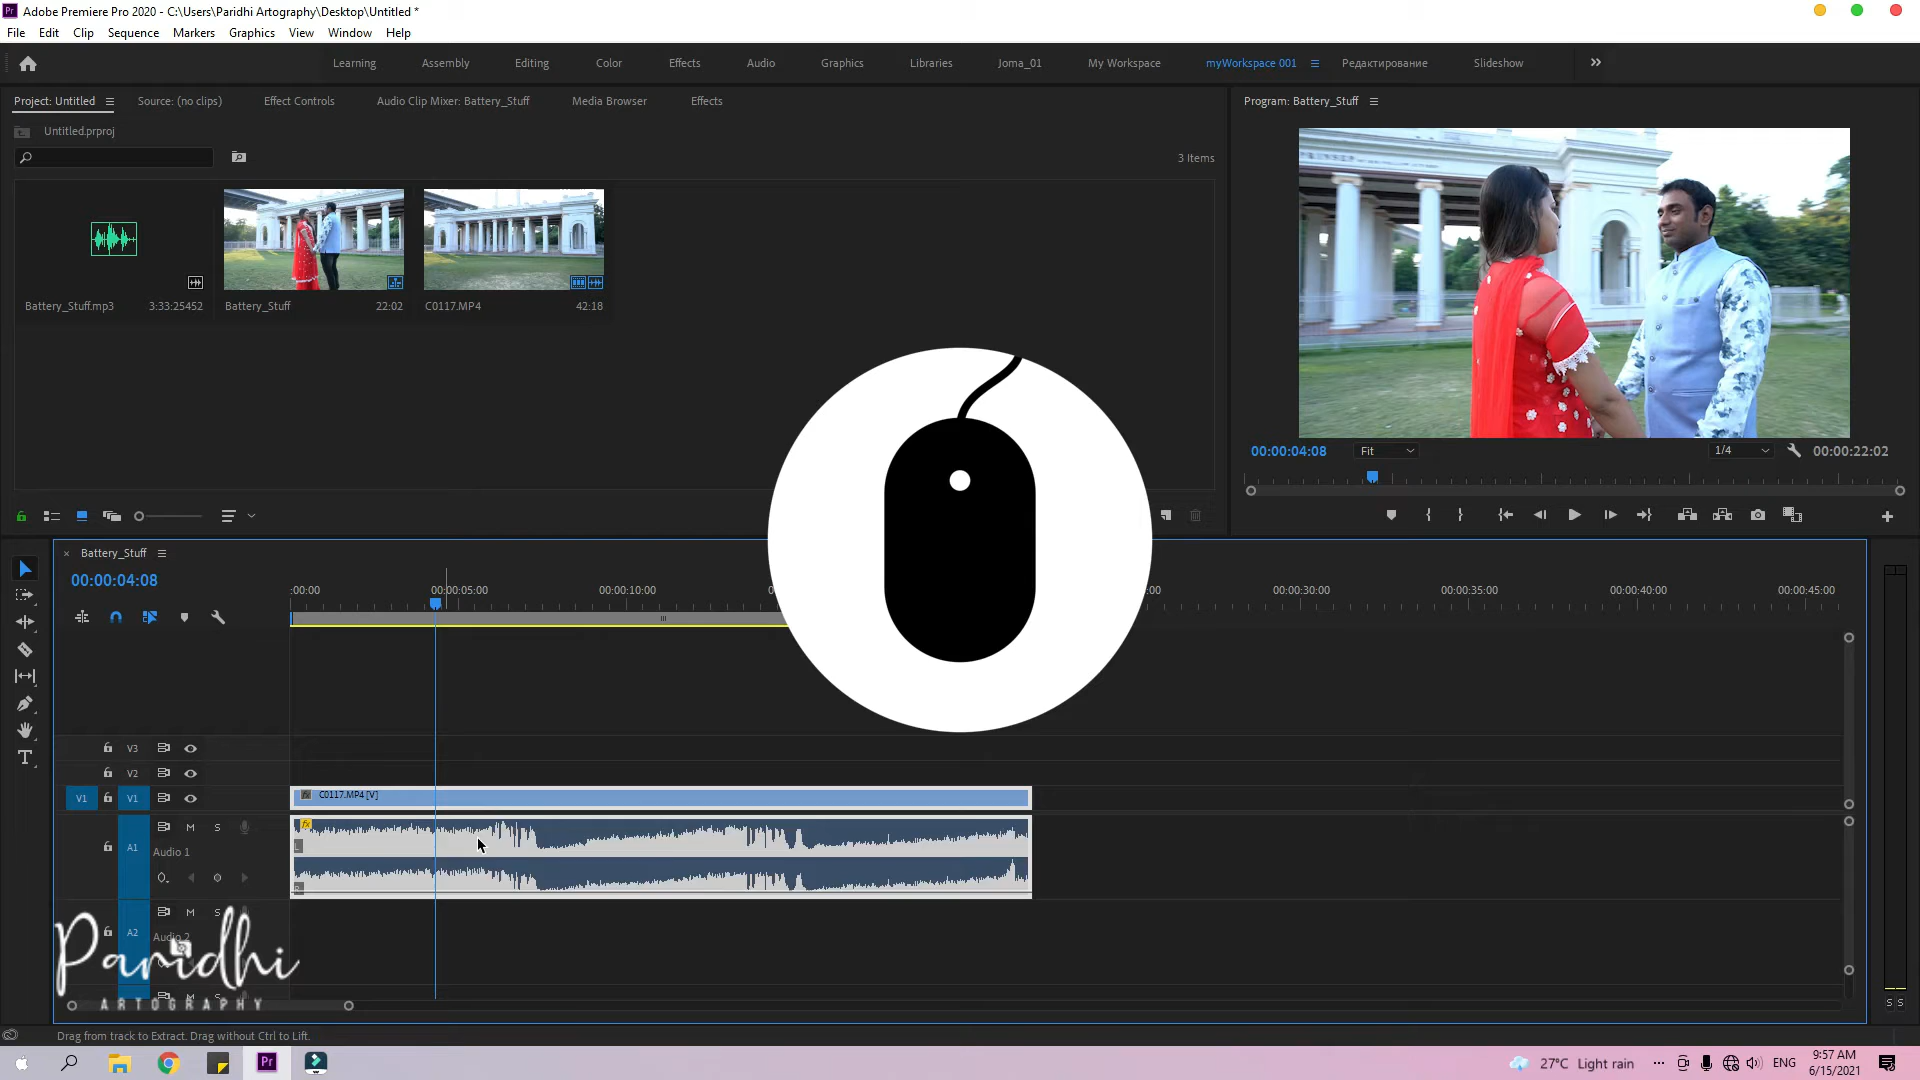 Pr Adobe Premiere Pro 2020 - C:\Users\Paridhi Artography\Desktop\Untitled *
File Edit Clip Sequence Markers Graphics View Window Help
Learning Assembly Editing Color Effects Audio Graphics Libraries Joma_01 My Workspace myWorkspace 001 Редактирование Slideshow
Project: Untitled Source: (no clips) Effect Controls Audio Clip Mixer: Battery_Stuff Media Browser Effects Program: Battery_Stuff
Untitled.prproj
3 Items
Battery_Stuff.mp3 3:33:25452 Battery_Stuff 22:02 C0117.MP4 42:18
00:00:04:08 Fit 1/4 00:00:22:02
Battery_Stuff
00:00:04:08
:00:00 00:00:05:00 00:00:10:00 :00 00:00:30:00 00:00:35:00 00:00:40:00 00:00:45:00
V3
V2
V1 V1 fx C0117.MP4 [V]
fx
M S
A1 Audio 1 L
R
M S
A2 Audio 2
M S
Paridhi
ARTOGRAPHY
S S
Drag from track to Extract. Drag without Ctrl to Lift.
Pr 27°C Light rain ENG 9:57 AM
6/15/2021